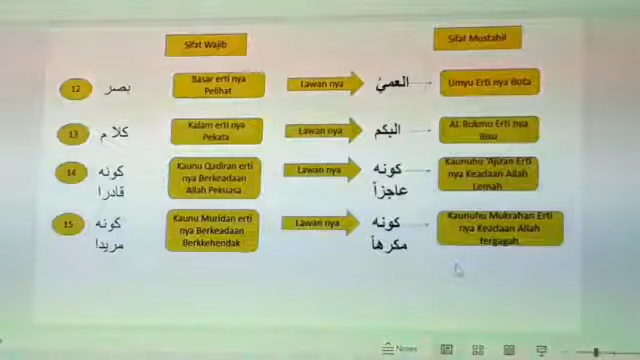 Sifat Wajib
Sifat Mustahil
12
بصر
Basar erti nya
Pelihat
Lawan nya
العمي
Umyu Erti nya Buta
13
كلام
Kalam erti nya
Pekata
Lawan nya
البكم
Al Bukmu Erti nya
Bisu
14
كونه
قادرا
Kaunu Qadiran erti
nya Berkeadaan
Allah Pekuasa
Lawan nya
كونه
عاجزاً
Kaunuhu 'Ajizan Erti
nya Keadaan Allah
Lemah
15
كونه
مريدا
Kaunu Muridan erti
nya Berkeadaan
Berkkehendak
Lawan nya
كونه
مكرهاً
Kaunuhu Mukrahan Erti
nya Keadaan Allah
tergagah
Notes